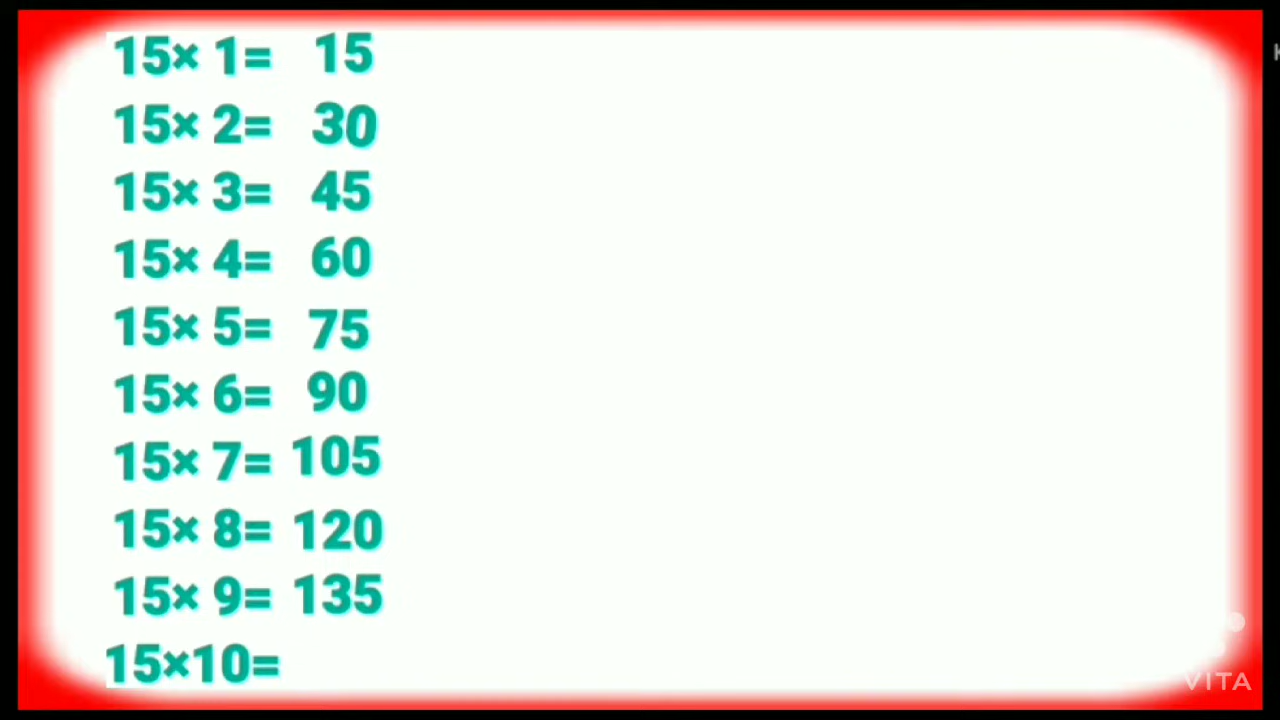 15× 1= 15
15× 2= 30
15× 3= 45
15× 4= 60
15× 5= 75
15× 6= 90
15× 7= 105
15× 8= 120
15× 9= 135
15×10=
VITA